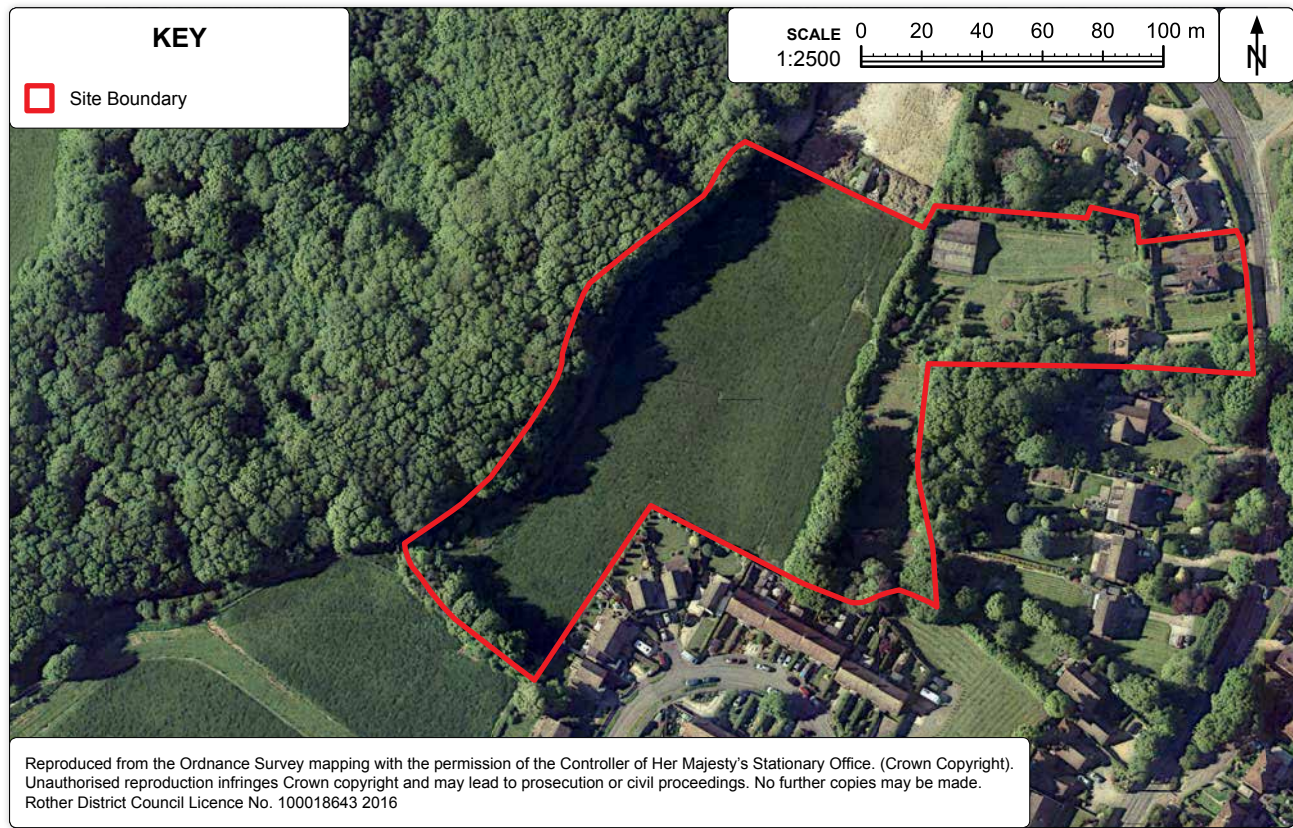 KEY
Site Boundary
SCALE 0 20 40 60 80 100 m
1:2500
N
Reproduced from the Ordnance Survey mapping with the permission of the Controller of Her Majesty's Stationary Office. (Crown Copyright).
Unauthorised reproduction infringes Crown copyright and may lead to prosecution or civil proceedings. No further copies may be made.
Rother District Council Licence No. 100018643 2016